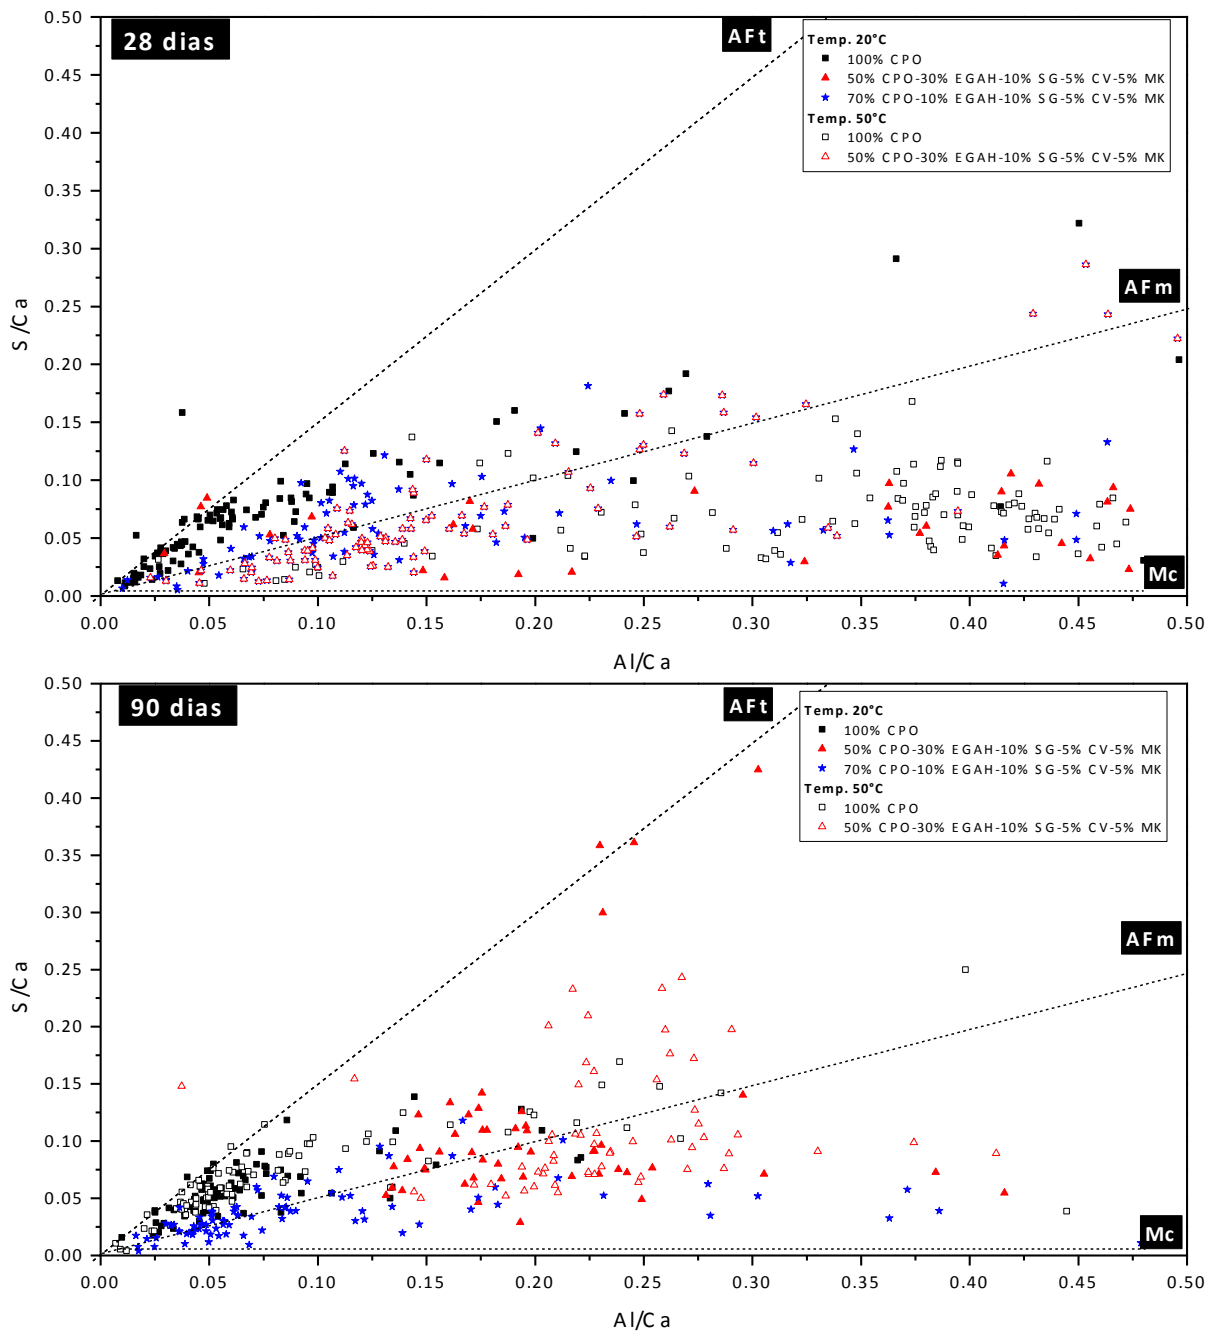 0.50
28 dias
AFt
Temp. 20°C
100% CPO
50% CPO-30% EGAH-10% SG-5% CV-5% MK
70% CPO-10% EGAH-10% SG-5% CV-5% MK
Temp. 50°C
100% CPO
50% CPO-30% EGAH-10% SG-5% CV-5% MK
0.45
0.40
0.35
0.30
0.25
0.20
0.15
0.10
0.05
0.00
S/Ca
AFm
Mc
0.00 0.05 0.10 0.15 0.20 0.25 0.30 0.35 0.40 0.45 0.50
Al/Ca
0.50
90 dias
AFt
Temp. 20°C
100% CPO
50% CPO-30% EGAH-10% SG-5% CV-5% MK
70% CPO-10% EGAH-10% SG-5% CV-5% MK
Temp. 50°C
100% CPO
50% CPO-30% EGAH-10% SG-5% CV-5% MK
0.45
0.40
0.35
0.30
0.25
0.20
0.15
0.10
0.05
0.00
S/Ca
AFm
Mc
0.00 0.05 0.10 0.15 0.20 0.25 0.30 0.35 0.40 0.45 0.50
Al/Ca